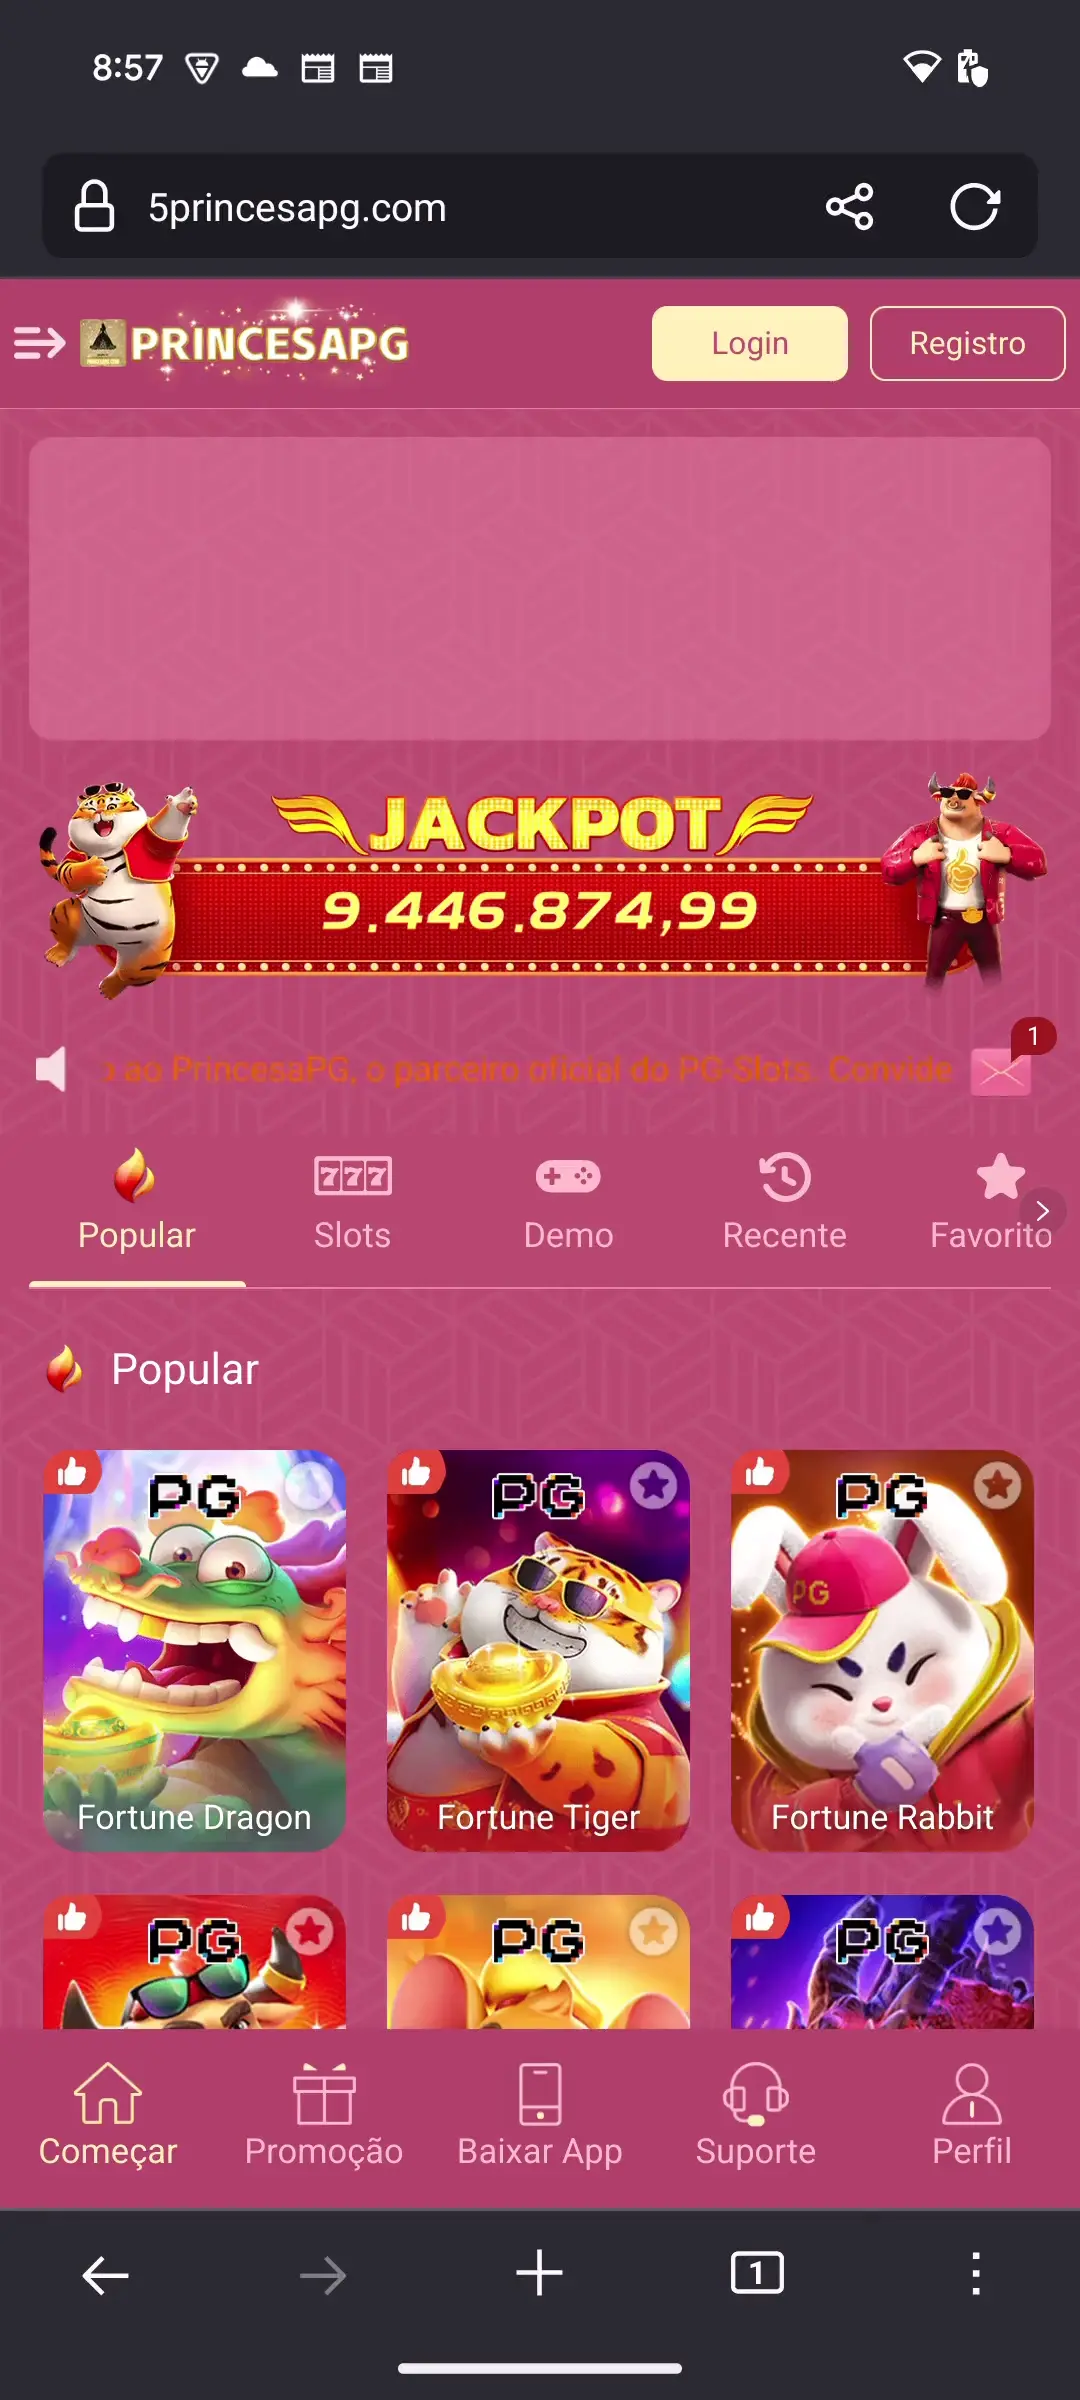 8:57
5princesapg.com
PRINCESAPG
Login
Registro
JACKPOT
9.446.874,99
o ao PrincesaPG, o parceiro oficial do PG Slots. Convide
1
777
Popular
Slots
Demo
Recente
Favorito
Popular
PG
PG
PG
PG
Fortune Dragon
Fortune Tiger
Fortune Rabbit
PG
PG
PG
Começar
Promoção
Baixar App
Suporte
Perfil
1